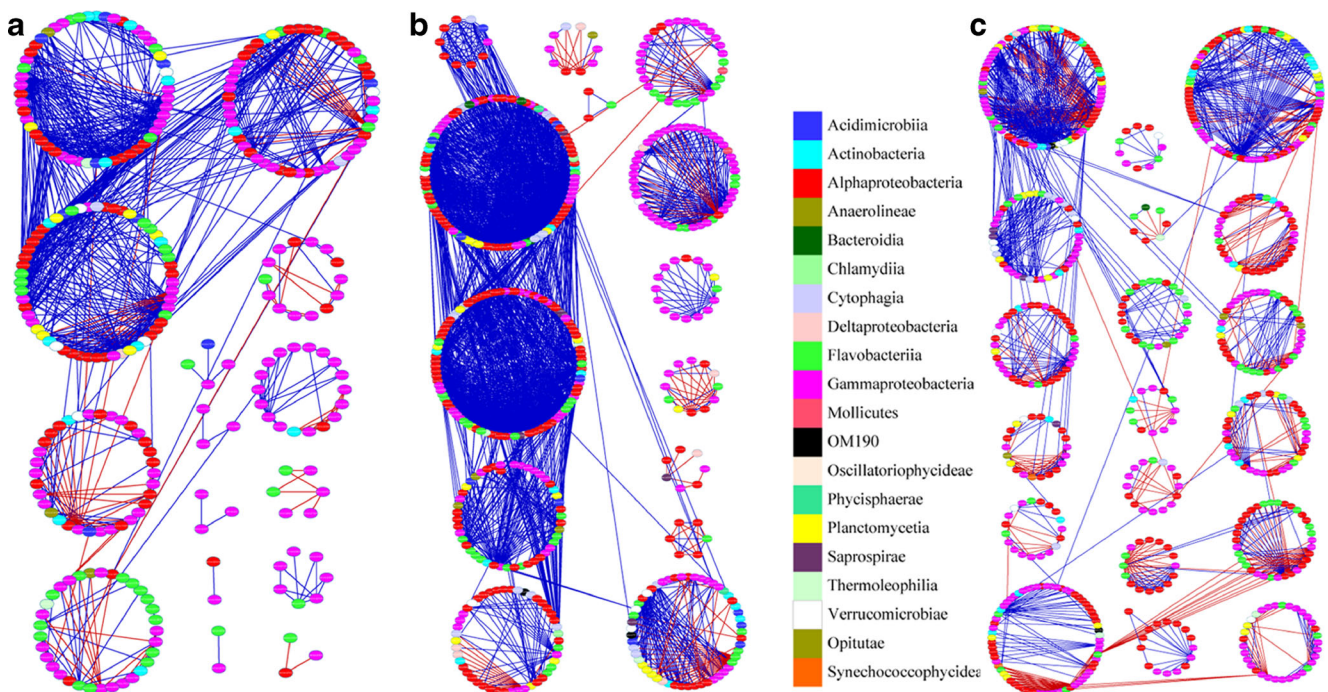 a
b
c
Acidimicrobiia
Actinobacteria
Alphaproteobacteria
Anaerolineae
Bacteroidia
Chlamydiia
Cytophagia
Deltaproteobacteria
Flavobacteriia
Gammaproteobacteria
Mollicutes
OM190
Oscillatoriophycideae
Phycisphaerae
Planctomycetia
Saprospirae
Thermoleophilia
Verrucomicrobiae
Opitutae
Synechococcophycidea